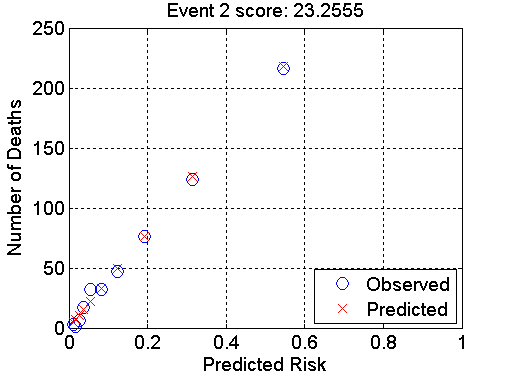 Event 2 score: 23.2555
250
200
150
100
50
0
Number of Deaths
Observed
Predicted
0 0.2 0.4 0.6 0.8 1
Predicted Risk